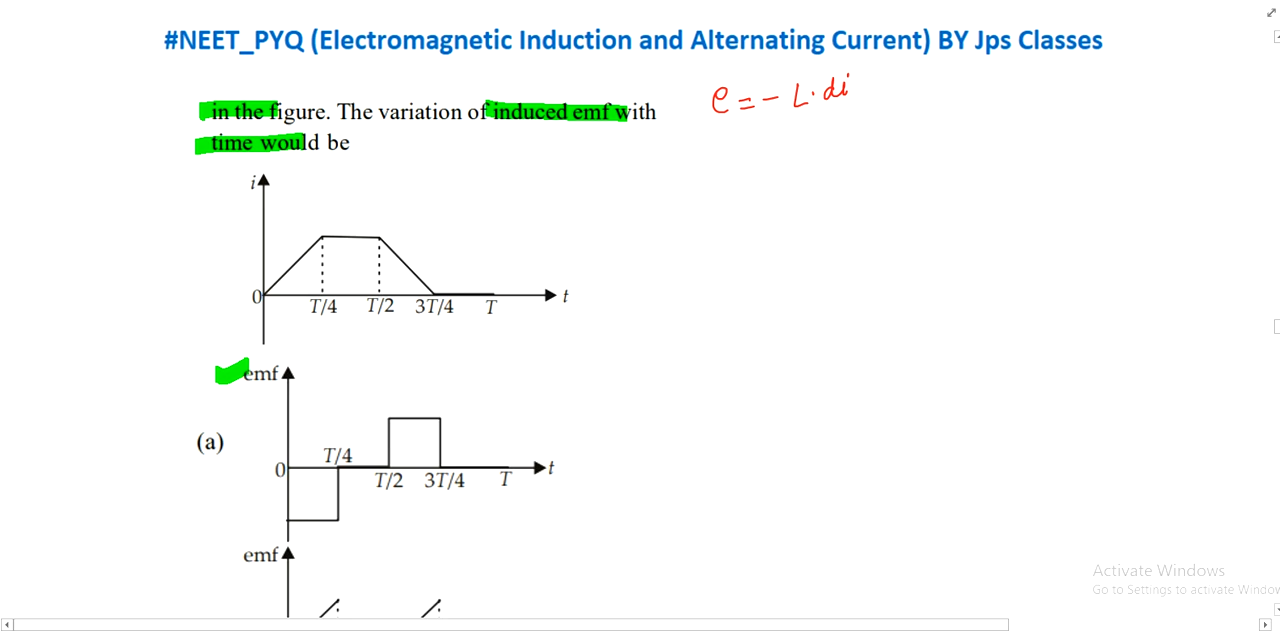 #NEET_PYQ (Electromagnetic Induction and Alternating Current) BY Jps Classes
in the figure. The variation of induced emf with
time would be
e = - L. di
i
0
T/4 T/2 3T/4 T
t
emf
(a)
T/4
0
t
T/2 3T/4 T
emf
Activate Windows
Go to Settings to activate Window